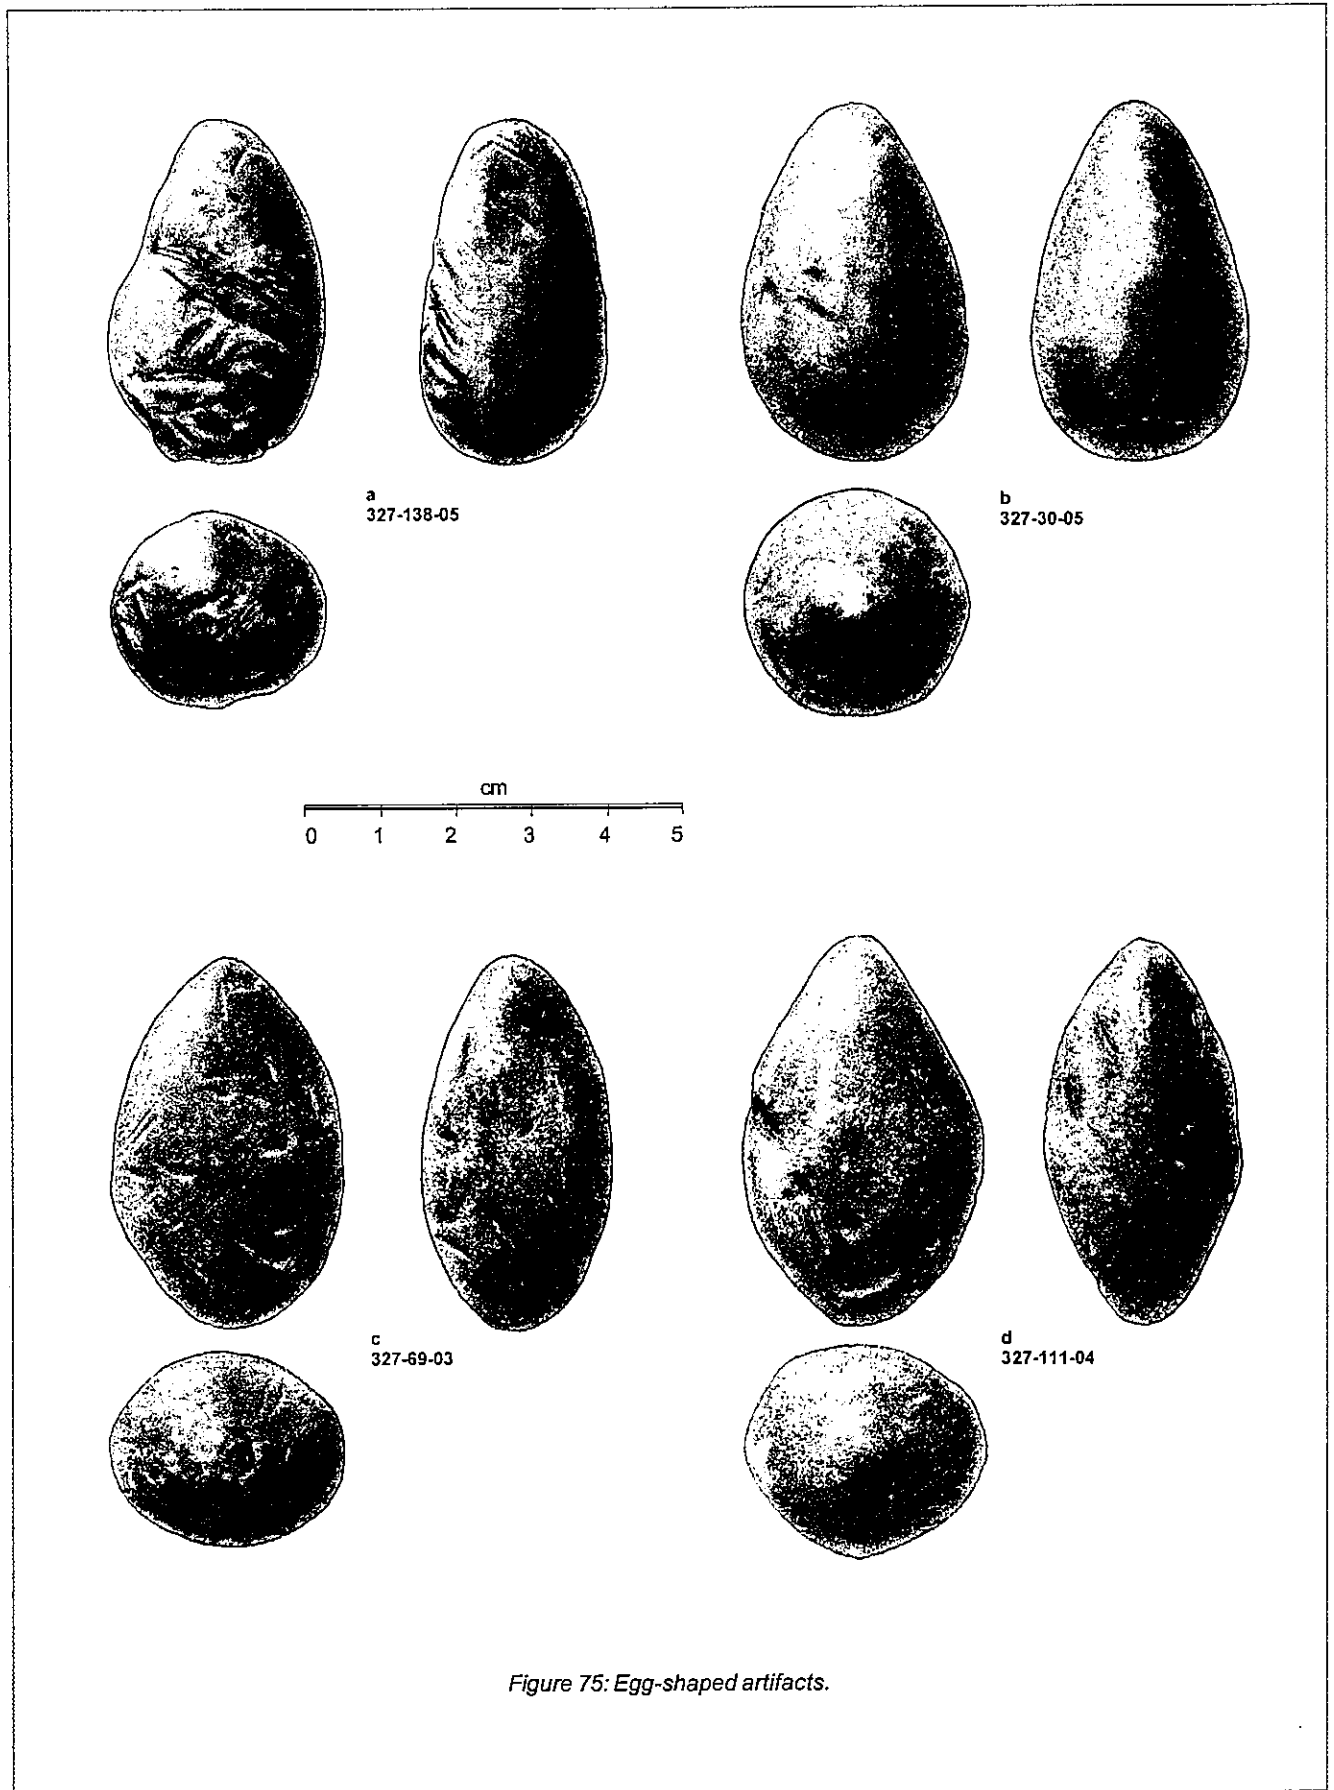 a
327-138-05
b
327-30-05
cm
0 1 2 3 4 5
c
327-69-03
d
327-111-04
Figure 75: Egg-shaped artifacts.